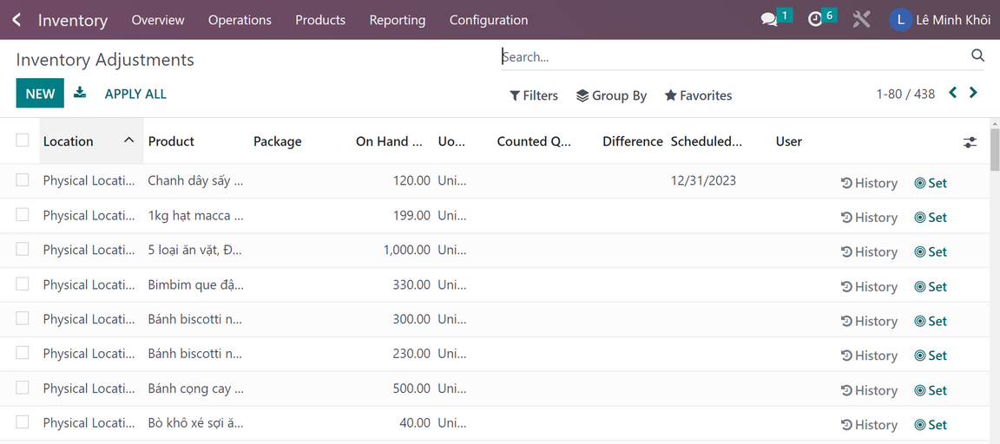 Inventory Overview Operations Products Reporting Configuration 1 6 L Lê Minh Khôi
Inventory Adjustments Search...
NEW APPLY ALL Filters Group By Favorites 1-80 / 438
Location Product Package On Hand ... Uo... Counted Q... Difference Scheduled... User
Physical Locati... Chanh dây sấy ... 120.00 Uni... 12/31/2023 History Set
Physical Locati... 1kg hạt macca ... 199.00 Uni... History Set
Physical Locati... 5 loại ăn vặt, Đ... 1,000.00 Uni... History Set
Physical Locati... Bimbim que đậ... 330.00 Uni... History Set
Physical Locati... Bánh biscotti n... 300.00 Uni... History Set
Physical Locati... Bánh biscotti n... 230.00 Uni... History Set
Physical Locati... Bánh cọng cay ... 500.00 Uni... History Set
Physical Locati... Bò khô xé sợi ă... 40.00 Uni... History Set